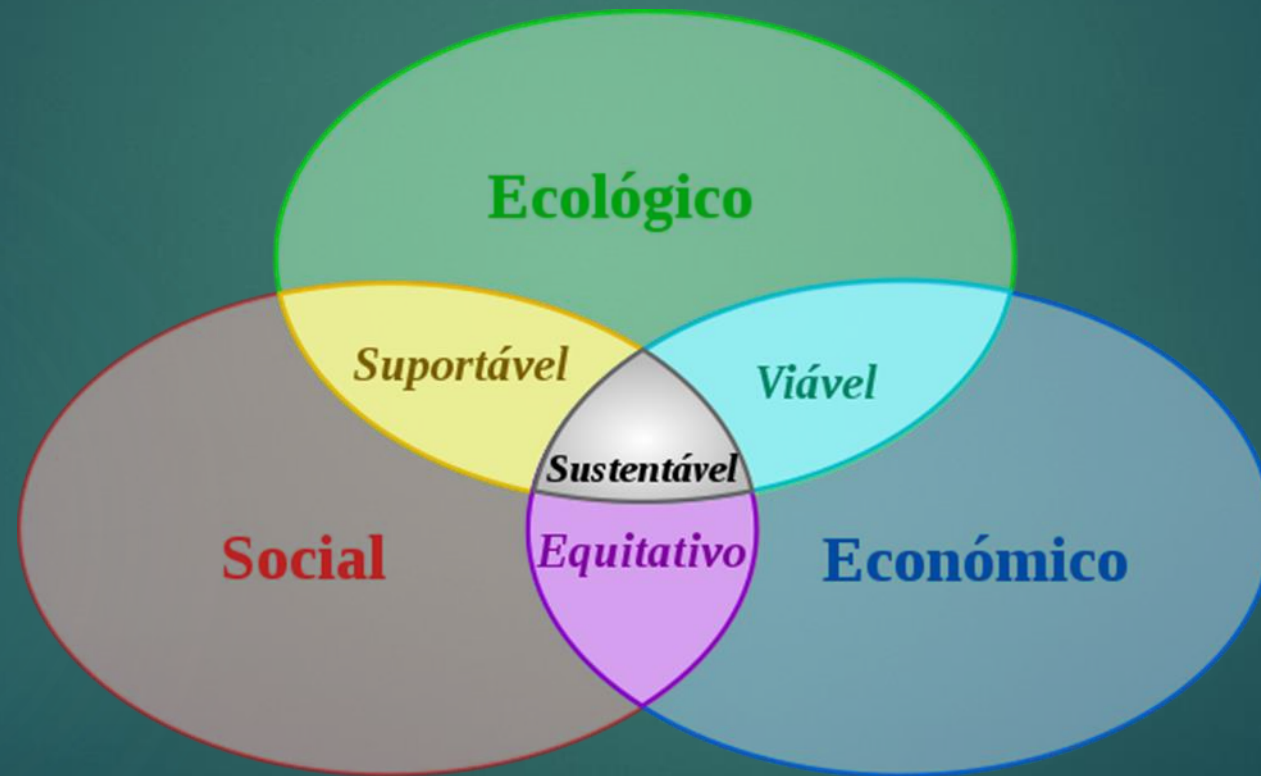 Ecológico
Suportável
Viável
Sustentável
Equitativo
Social
Económico